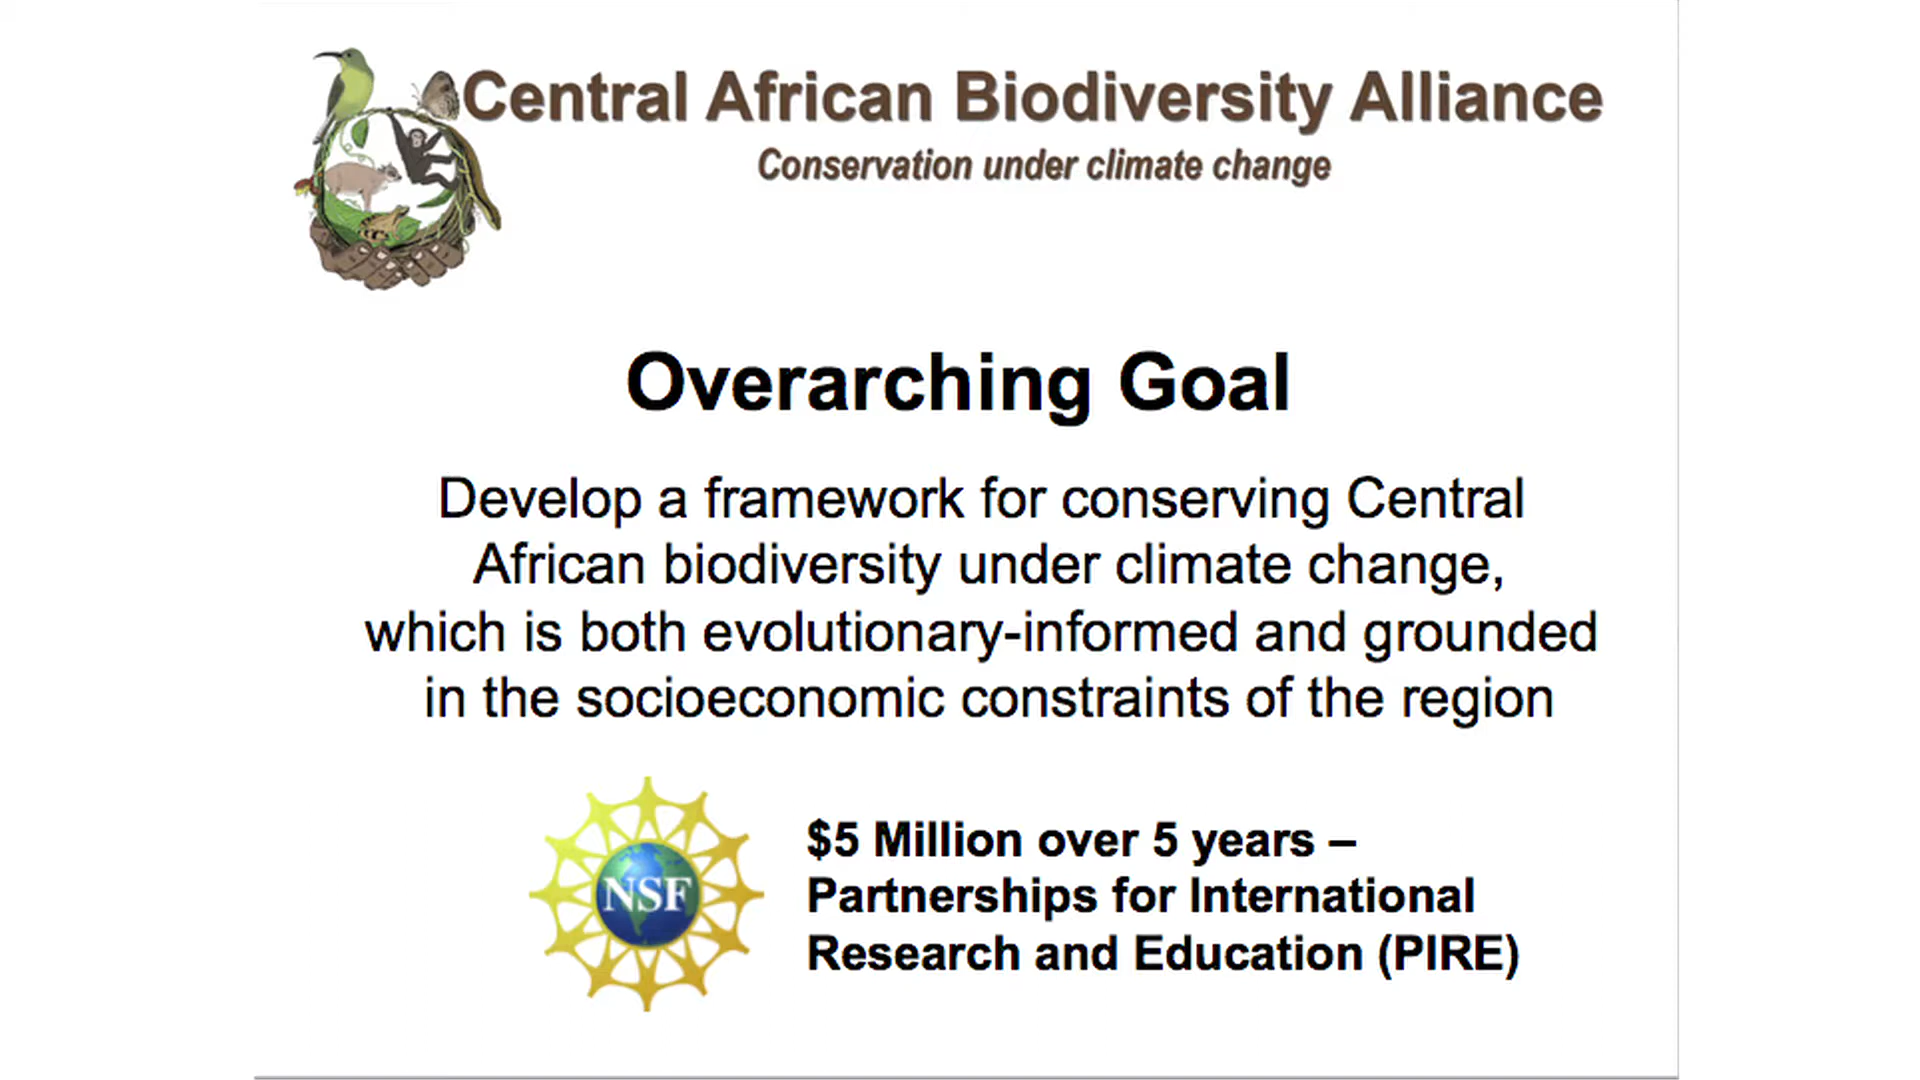 Central African Biodiversity Alliance
Conservation under climate change
Overarching Goal
Develop a framework for conserving Central
African biodiversity under climate change,
which is both evolutionary-informed and grounded
in the socioeconomic constraints of the region
NSF
$5 Million over 5 years –
Partnerships for International
Research and Education (PIRE)